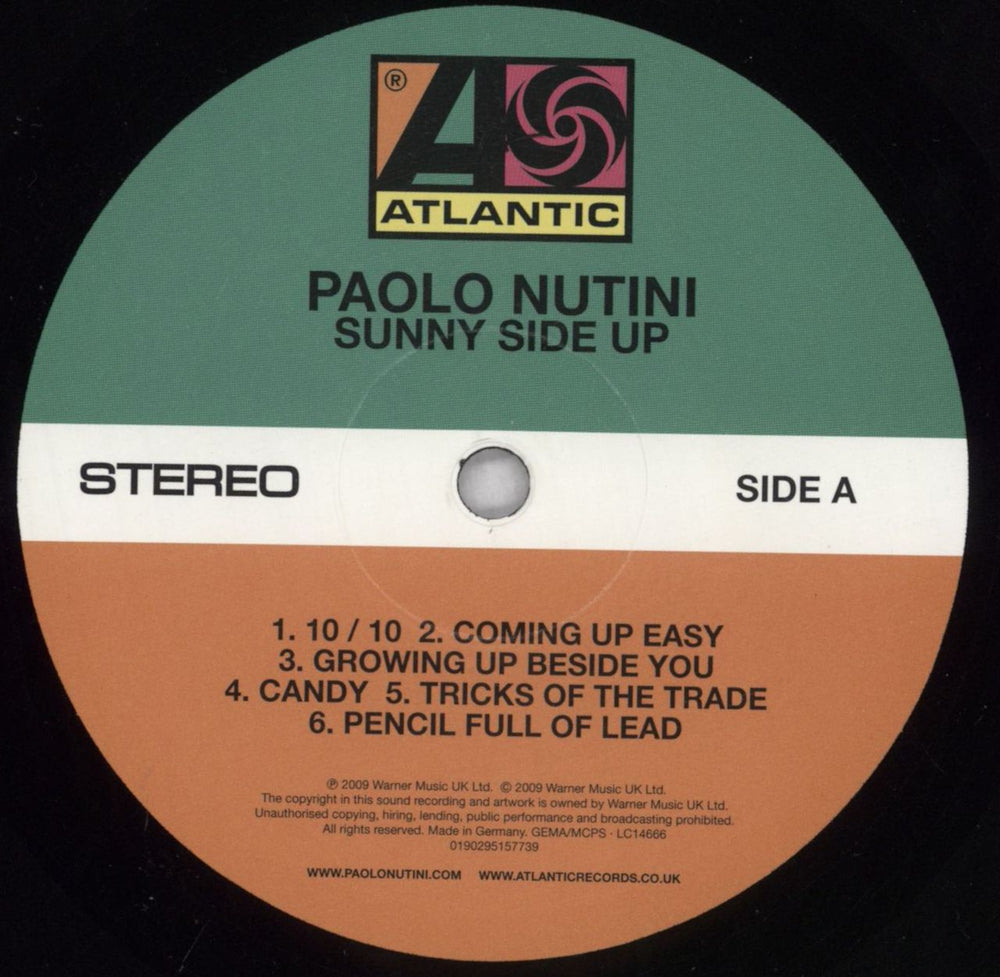 ®
ATLANTIC
PAOLO NUTINI
SUNNY SIDE UP
STEREO
SIDE A
1. 10 / 10 2. COMING UP EASY
3. GROWING UP BESIDE YOU
4. CANDY 5. TRICKS OF THE TRADE
6. PENCIL FULL OF LEAD
℗ 2009 Warner Music UK Ltd. © 2009 Warner Music UK Ltd.
The copyright in this sound recording and artwork is owned by Warner Music UK Ltd.
Unauthorised copying, hiring, lending, public performance and broadcasting prohibited.
All rights reserved. Made in Germany. GEMA/MCPS · LC14666
0190295157739
WWW.PAOLONUTINI.COM WWW.ATLANTICRECORDS.CO.UK